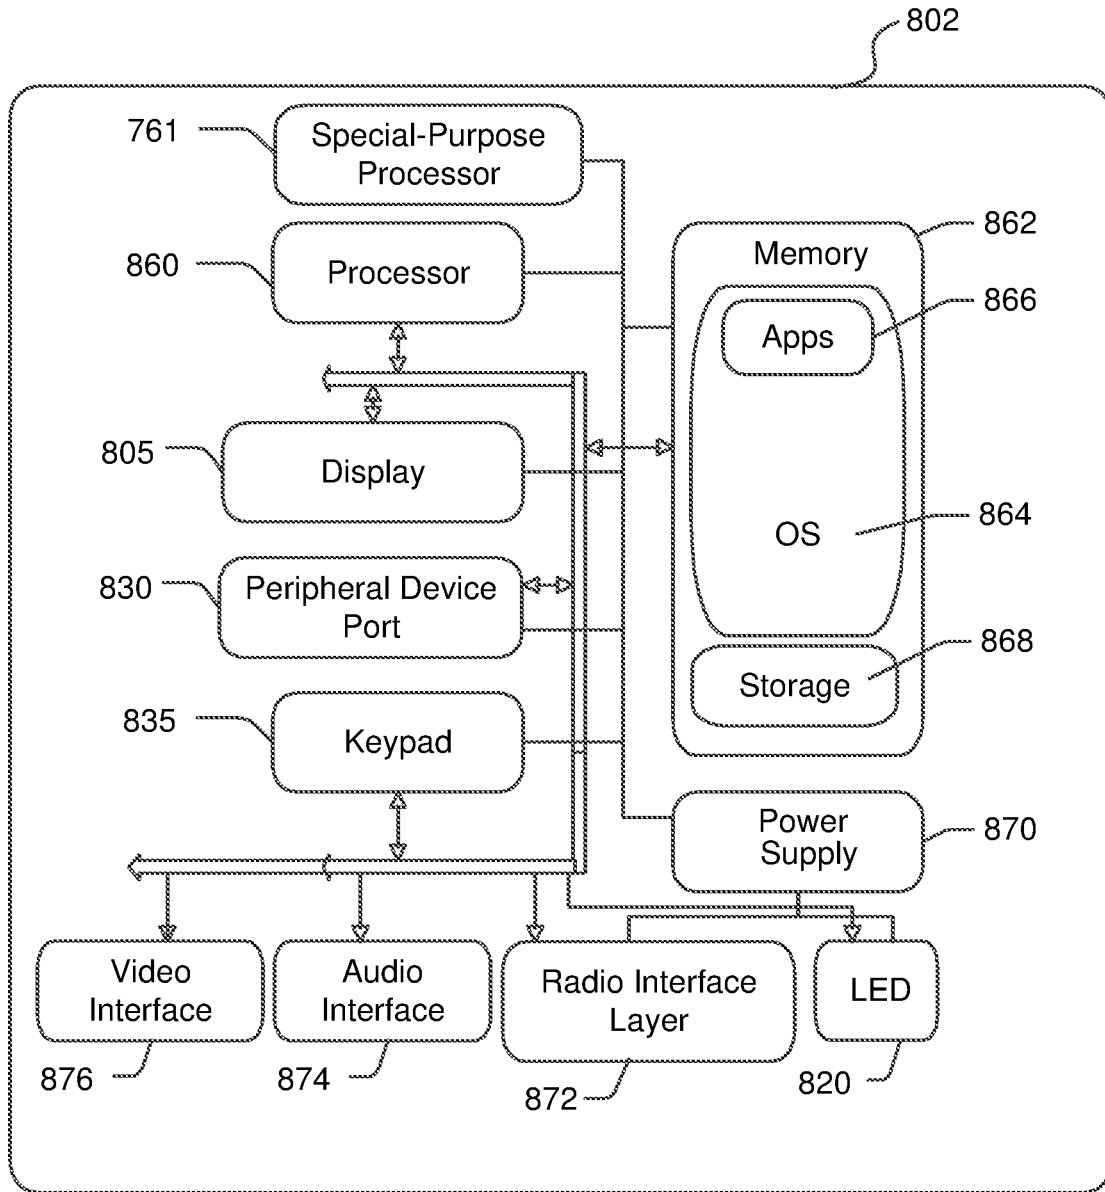 802
761
Special-Purpose
Processor
862
Memory
860
Processor
866
Apps
805
Display
864
OS
830
Peripheral Device
Port
868
Storage
835
Keypad
Power
Supply
870
Video
Interface
Audio
Interface
Radio Interface
Layer
LED
876
874
872
820